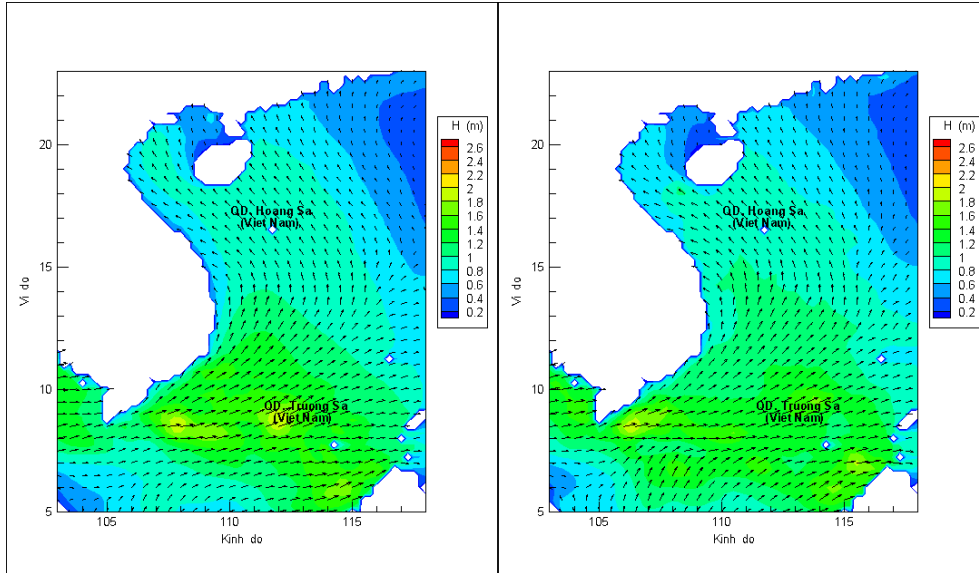 H (m)
2.6
2.4
2.2
2
1.8
1.6
1.4
1.2
1
0.8
0.6
0.4
0.2
20
15
10
5
Vi do
QD. Hoang Sa
(Viet Nam)
QD. Truong Sa
(Viet Nam)
105
110
115
Kinh do
H (m)
2.6
2.4
2.2
2
1.8
1.6
1.4
1.2
1
0.8
0.6
0.4
0.2
20
15
10
5
Vi do
QD. Hoang Sa
(Viet Nam)
QD. Truong Sa
(Viet Nam)
105
110
115
Kinh do